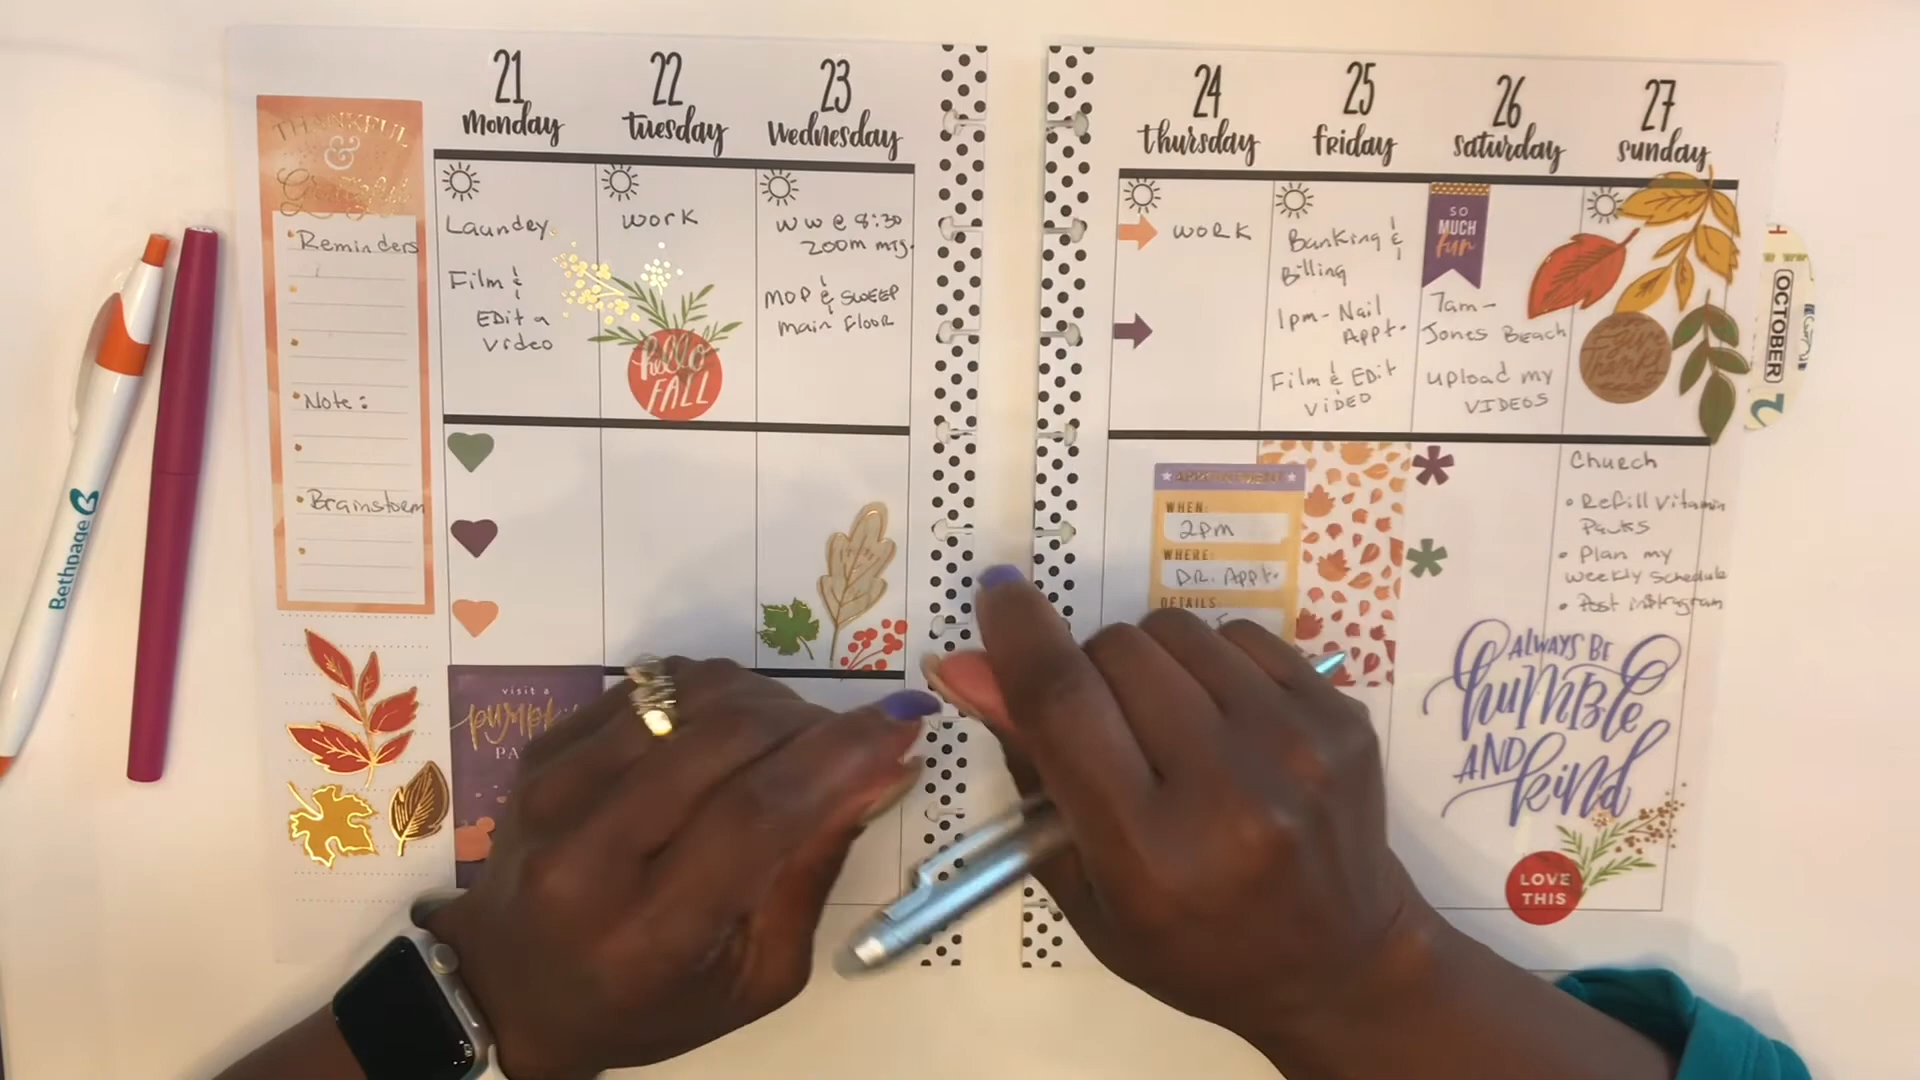 21
monday
22
tuesday
23
wednesday
24
thursday
25
friday
26
saturday
27
sunday
THANKFUL
&
Grateful
Reminders
Note:
Brainstorm
Laundry
Film &
Edit a
Video
work
hello
FALL
WW @ 8:30
ZOOM mtg.
MOP & SWEEP
main floor
WORK
Banking &
Billing
1pm- Nail
Appt.
Film & Edit
VIDEO
SO
MUCH
fun
7am-
Jones Beach
upload my
VIDEOS
visit a
APPOINTMENT
WHEN:
2pm
WHERE:
DR. Appt.
DETAILS:
Church
• Refill Vitamin
Packs
• Plan my
weekly schedule
• Post instagram
ALWAYS BE
humble
AND
kind
LOVE
THIS
OCTOBER
Bethpage